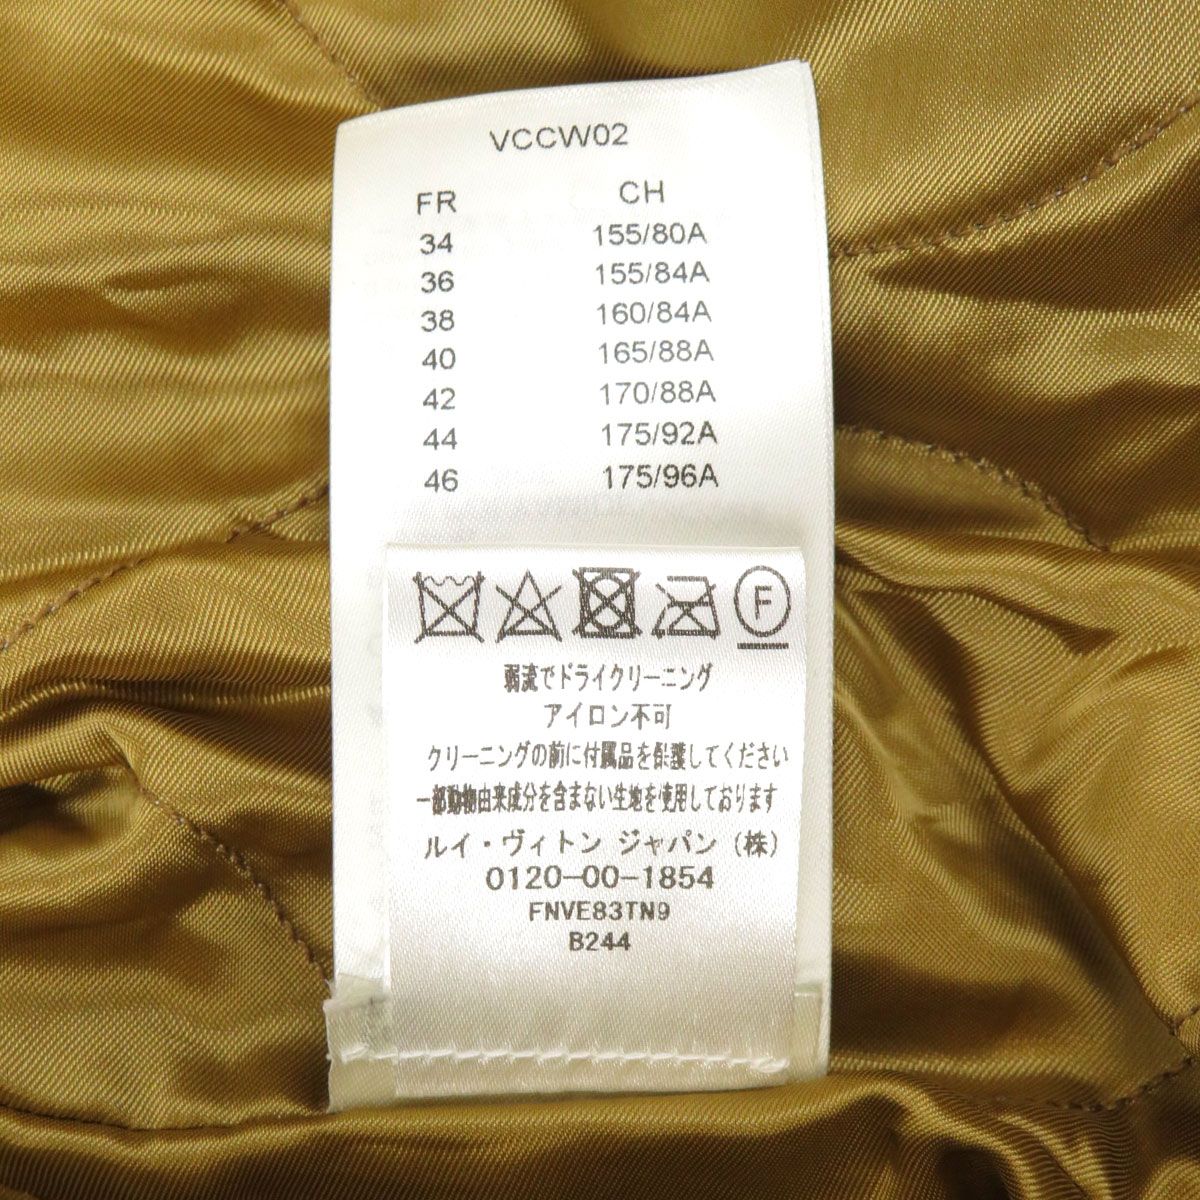 VCCW02
FR CH
34 155/80A
36 155/84A
38 160/84A
40 165/88A
42 170/88A
44 175/92A
46 175/96A
F
弱流でドライクリーニング
アイロン不可
クリーニングの前に付属品を保護してください
一部動物由来成分を含まない生地を使用しております
ルイ・ヴィトン ジャパン (株)
0120-00-1854
FNVE83TN9
B244